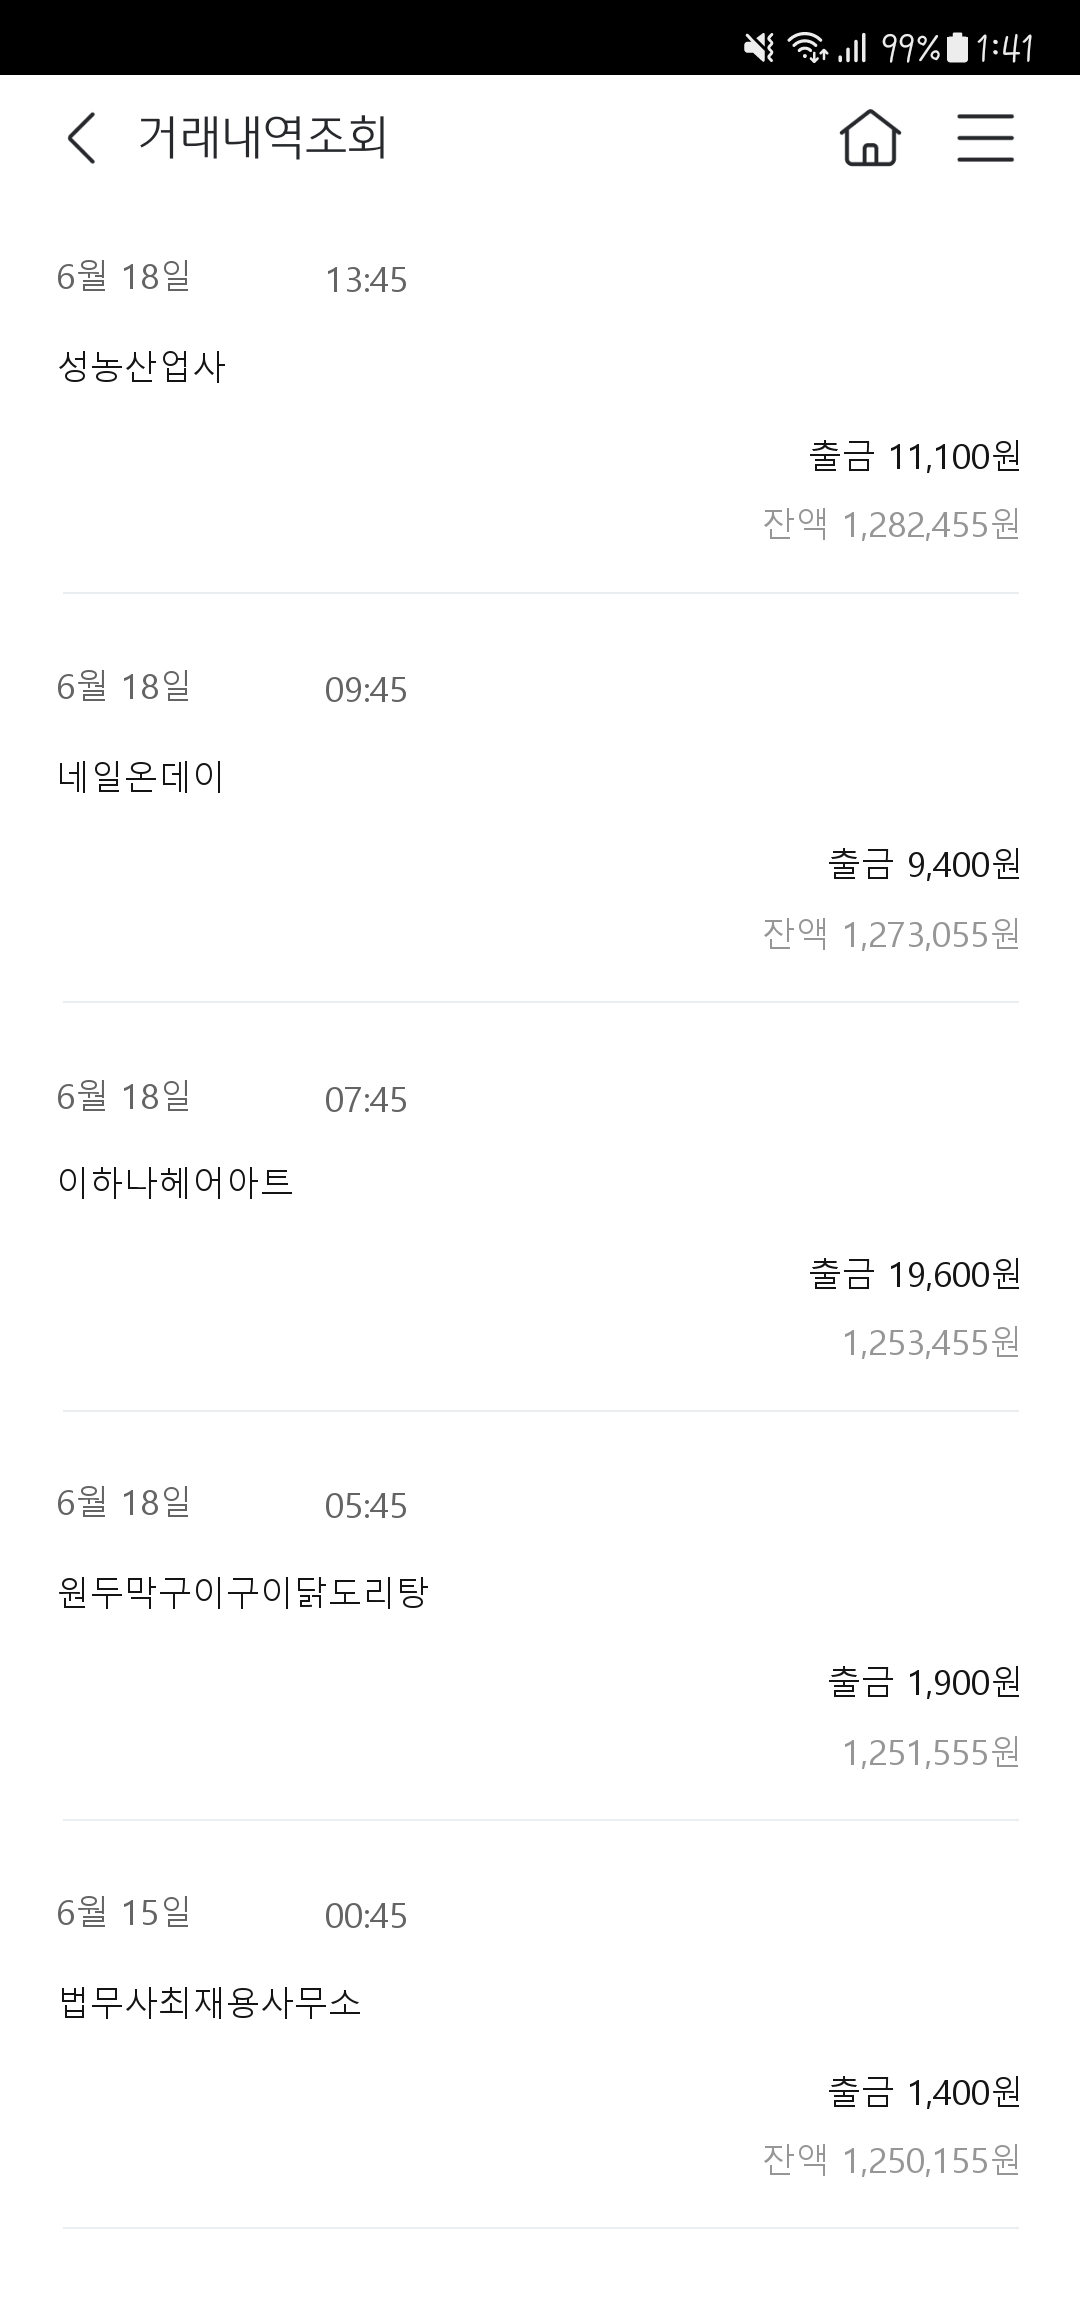 99% 1:41
거래내역조회
6월 18일 13:45
성농산업사
출금 11,100원
잔액 1,282,455원
6월 18일 09:45
네일온데이
출금 9,400원
잔액 1,273,055원
6월 18일 07:45
이하나헤어아트
출금 19,600원
1,253,455원
6월 18일 05:45
원두막구이구이닭도리탕
출금 1,900원
1,251,555원
6월 15일 00:45
법무사최재용사무소
출금 1,400원
잔액 1,250,155원